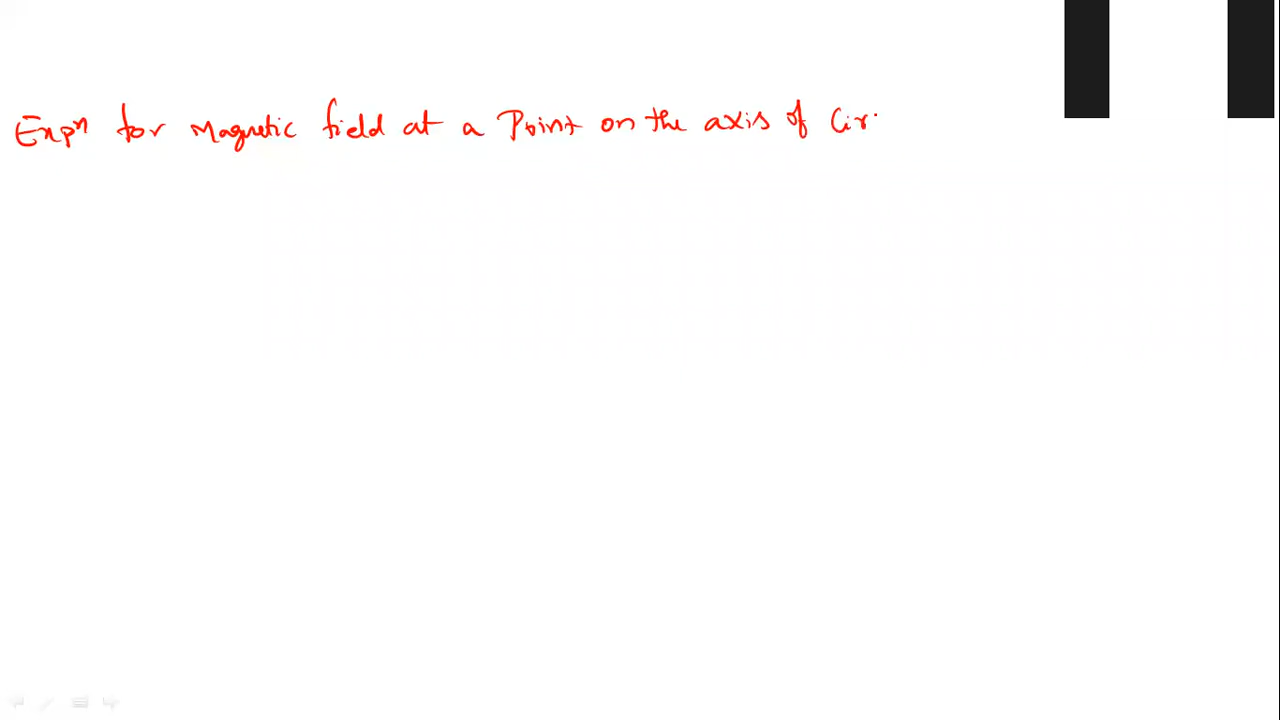 Expⁿ for Magnetic field at a Point on the axis of Cir